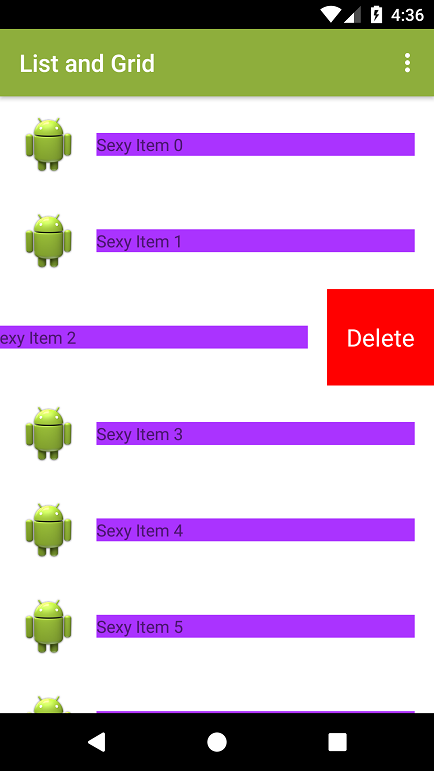 4:36
List and Grid
Sexy Item 0
Sexy Item 1
exy Item 2
Delete
Sexy Item 3
Sexy Item 4
Sexy Item 5